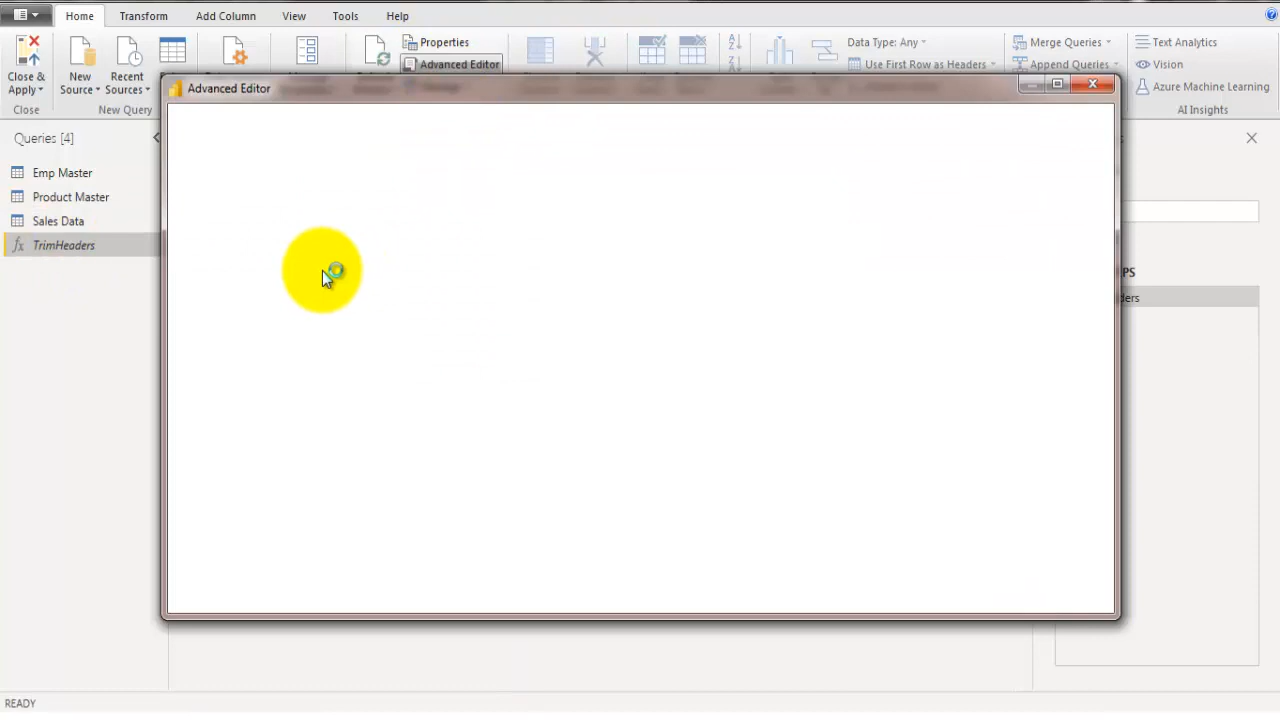 Home Transform Add Column View Tools Help
Close &
Apply
Close
New
Source
Recent
Sources
New Query
Properties
Advanced Editor
Data Type: Any
Use First Row as Headers
Merge Queries
Append Queries
Text Analytics
Vision
Azure Machine Learning
AI Insights
Advanced Editor
Queries [4]
Emp Master
Product Master
Sales Data
fx TrimHeaders
READY